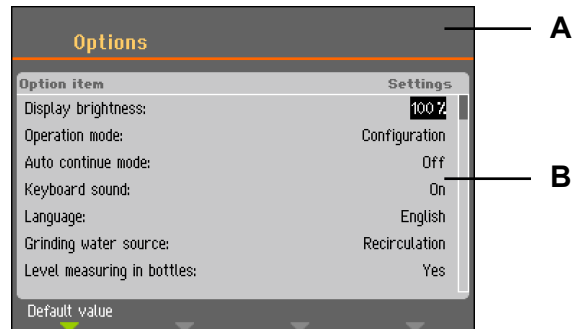 Options
A
Option item Settings
Display brightness: 100 %
Operation mode: Configuration
Auto continue mode: Off
B
Keyboard sound: On
Language: English
Grinding water source: Recirculation
Level measuring in bottles: Yes
Default value